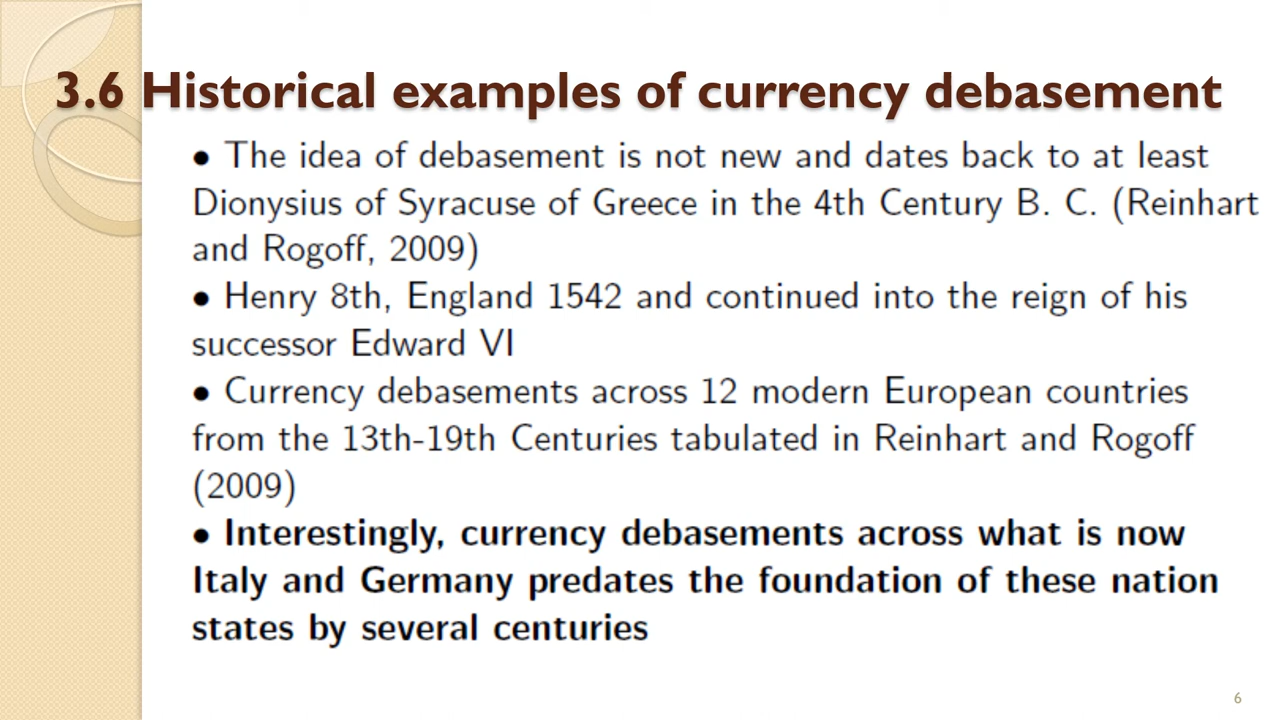 3.6 Historical examples of currency debasement
• The idea of debasement is not new and dates back to at least
Dionysius of Syracuse of Greece in the 4th Century B. C. (Reinhart
and Rogoff, 2009)
• Henry 8th, England 1542 and continued into the reign of his
successor Edward VI
• Currency debasements across 12 modern European countries
from the 13th-19th Centuries tabulated in Reinhart and Rogoff
(2009)
• Interestingly, currency debasements across what is now
Italy and Germany predates the foundation of these nation
states by several centuries
6